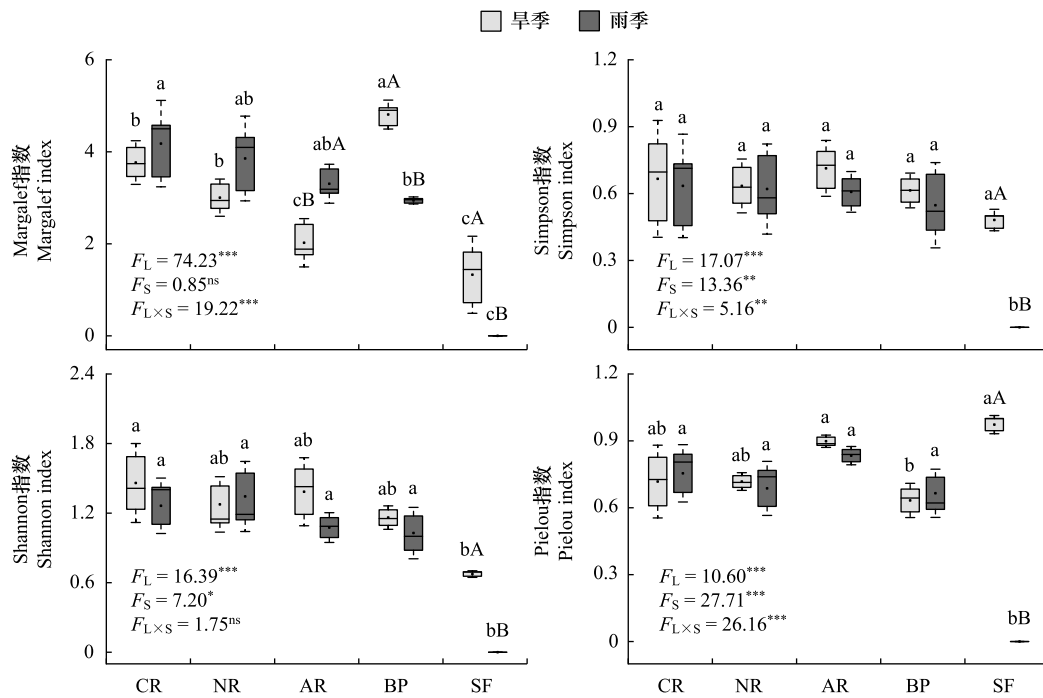 旱季 雨季
Margalef指数
Margalef index
6
4
2
0
b a b ab cB abA aA bB cA cB
F_L = 74.23***
F_S = 0.85ns
F_L×S = 19.22***
Simpson指数
Simpson index
1.2
0.9
0.6
0.3
0
a a a a a a a a aA bB
F_L = 17.07***
F_S = 13.36**
F_L×S = 5.16**
Shannon指数
Shannon index
2.4
1.8
1.2
0.6
0
a a ab a ab a ab a bA bB
F_L = 16.39***
F_S = 7.20*
F_L×S = 1.75ns
CR NR AR BP SF
Pielou指数
Pielou index
1.2
0.9
0.6
0.3
0
ab a ab a a a b a aA bB
F_L = 10.60***
F_S = 27.71***
F_L×S = 26.16***
CR NR AR BP SF